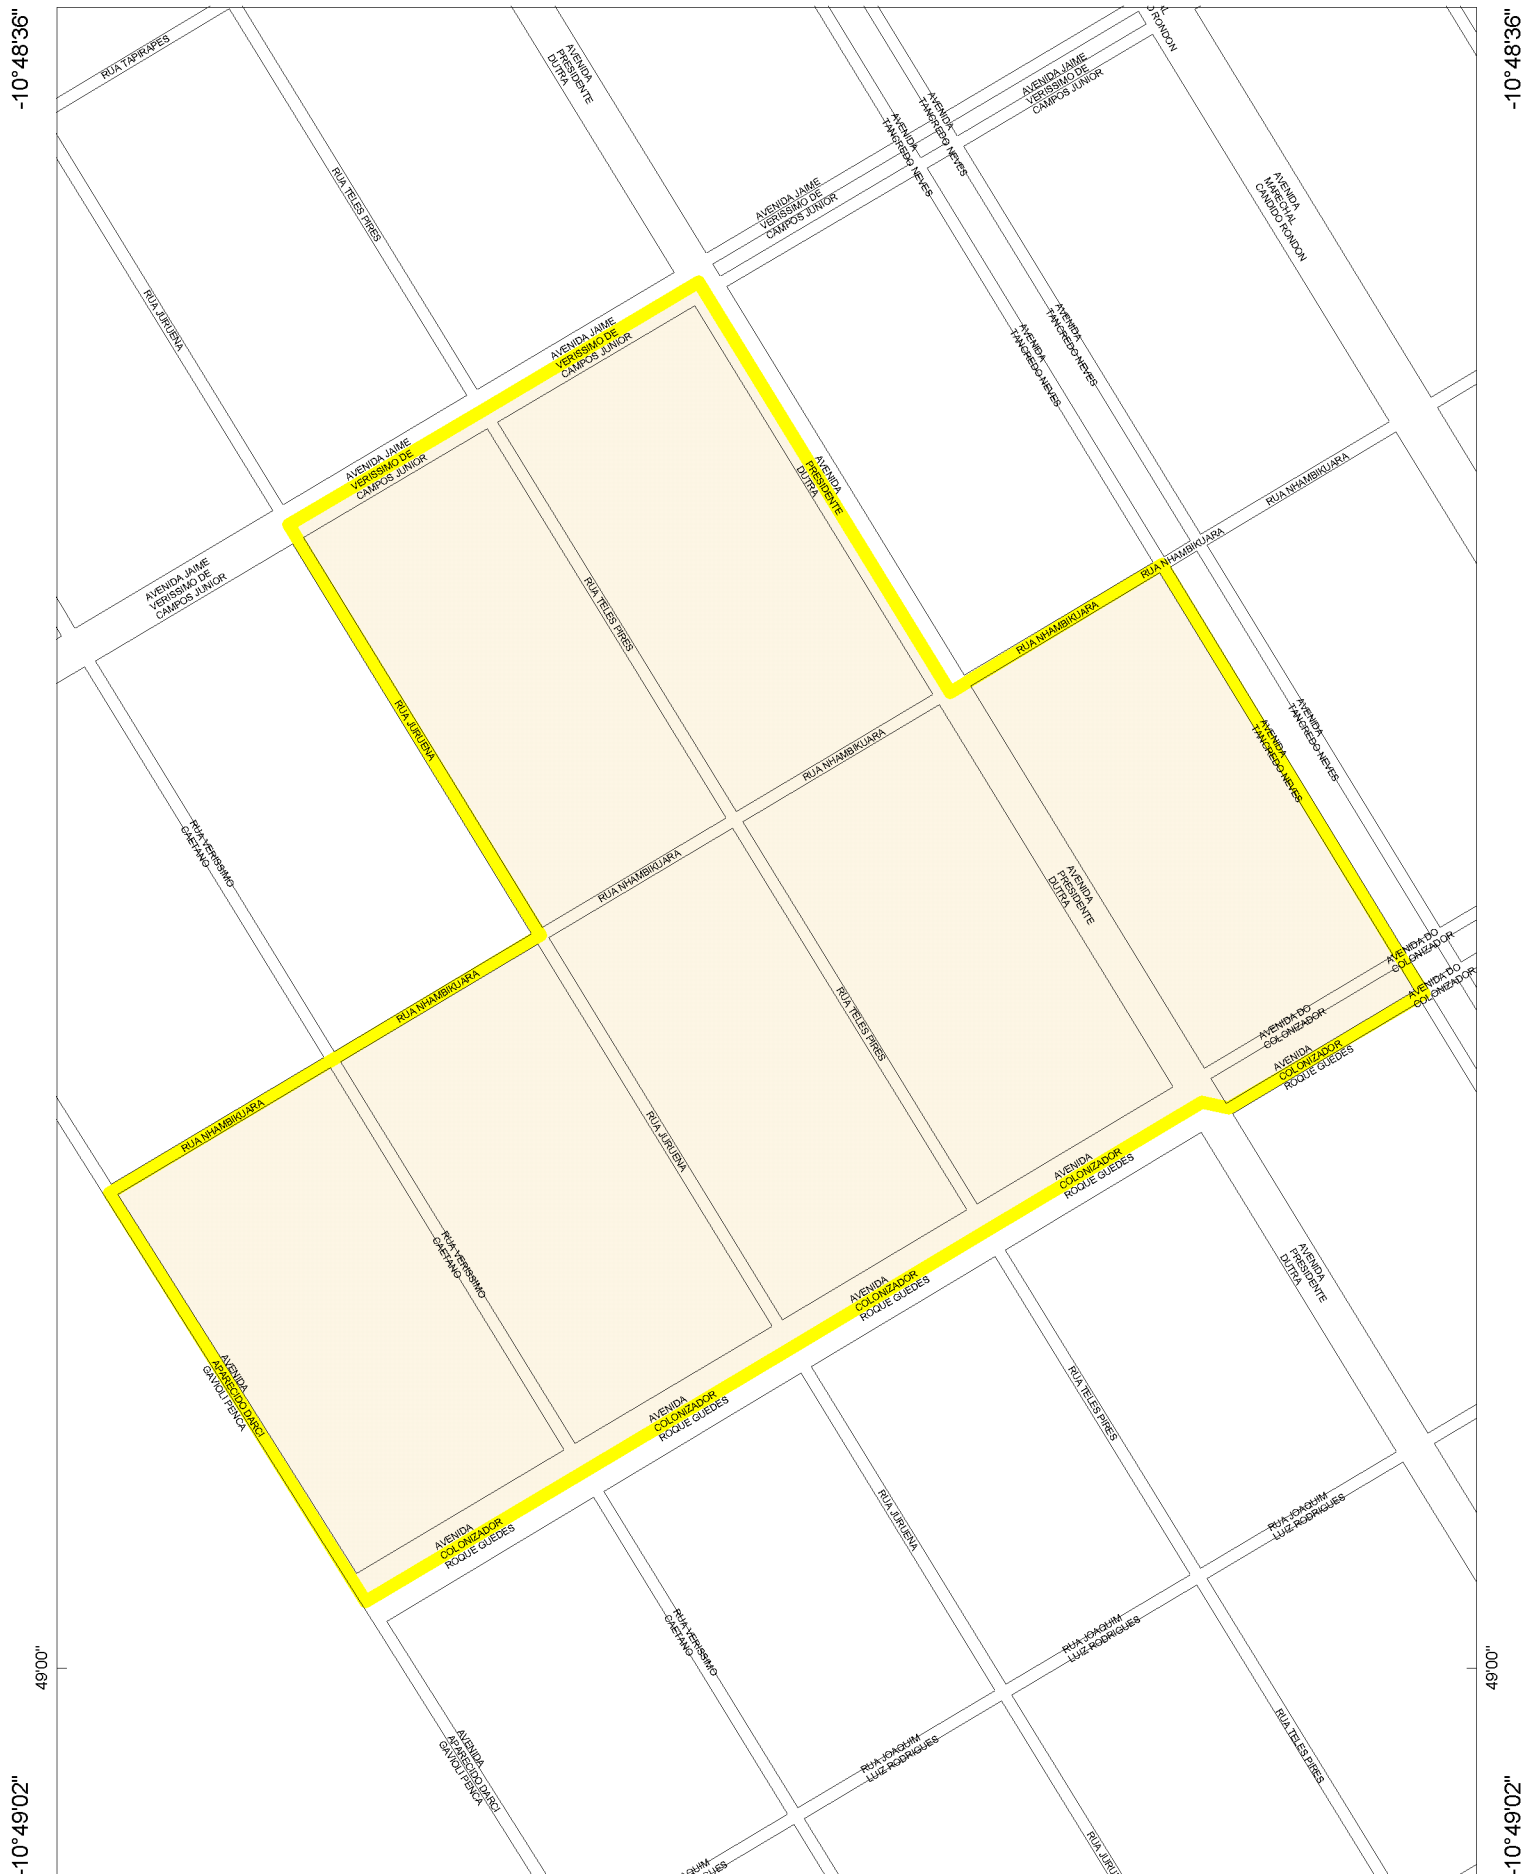 -10°48'36"
-10°48'36"
RUA TAPIRAPES
AVENIDA
PRESIDENTE
DUTRA
O RONDON
AVENIDA JAIME
VERISSIMO DE
CAMPOS JUNIOR
AVENIDA
TANCREDO NEVES
AVENIDA
TANCREDO NEVES
RUA TELES PIRES
AVENIDA JAIME
VERISSIMO DE
CAMPOS JUNIOR
AVENIDA
MARECHAL
CANDIDO RONDON
RUA JURUENA
AVENIDA JAIME
VERISSIMO DE
CAMPOS JUNIOR
AVENIDA
TANCREDO NEVES
AVENIDA
TANCREDO NEVES
AVENIDA JAIME
VERISSIMO DE
CAMPOS JUNIOR
AVENIDA
PRESIDENTE
DUTRA
RUA NHAMBIKUARA
RUA NHAMBIKUARA
AVENIDA JAIME
VERISSIMO DE
CAMPOS JUNIOR
RUA TELES PIRES
RUA NHAMBIKUARA
RUA JURUENA
RUA NHAMBIKUARA
AVENIDA
TANCREDO NEVES
AVENIDA
TANCREDO NEVES
RUA VERISSIMO
CAETANO
RUA NHAMBIKUARA
AVENIDA
PRESIDENTE
DUTRA
AVENIDA DO
COLONIZADOR
AVENIDA DO
COLONIZADOR
RUA NHAMBIKUARA
RUA TELES PIRES
AVENIDA DO
COLONIZADOR
AVENIDA
COLONIZADOR
ROQUE GUEDES
RUA NHAMBIKUARA
RUA JURUENA
AVENIDA
COLONIZADOR
ROQUE GUEDES
RUA VERISSIMO
CAETANO
AVENIDA
COLONIZADOR
ROQUE GUEDES
AVENIDA
PRESIDENTE
DUTRA
AVENIDA
APARECIDO DARCI
GAVIOLI PENCA
AVENIDA
COLONIZADOR
ROQUE GUEDES
RUA TELES PIRES
AVENIDA
COLONIZADOR
ROQUE GUEDES
RUA JURUENA
RUA JOAQUIM
LUIZ RODRIGUES
RUA VERISSIMO
CAETANO
RUA JOAQUIM
LUIZ RODRIGUES
49'00"
49'00"
AVENIDA
APARECIDO DARCI
GAVIOLI PENCA
RUA JOAQUIM
LUIZ RODRIGUES
RUA TELES PIRES
-10°49'02"
-10°49'02"